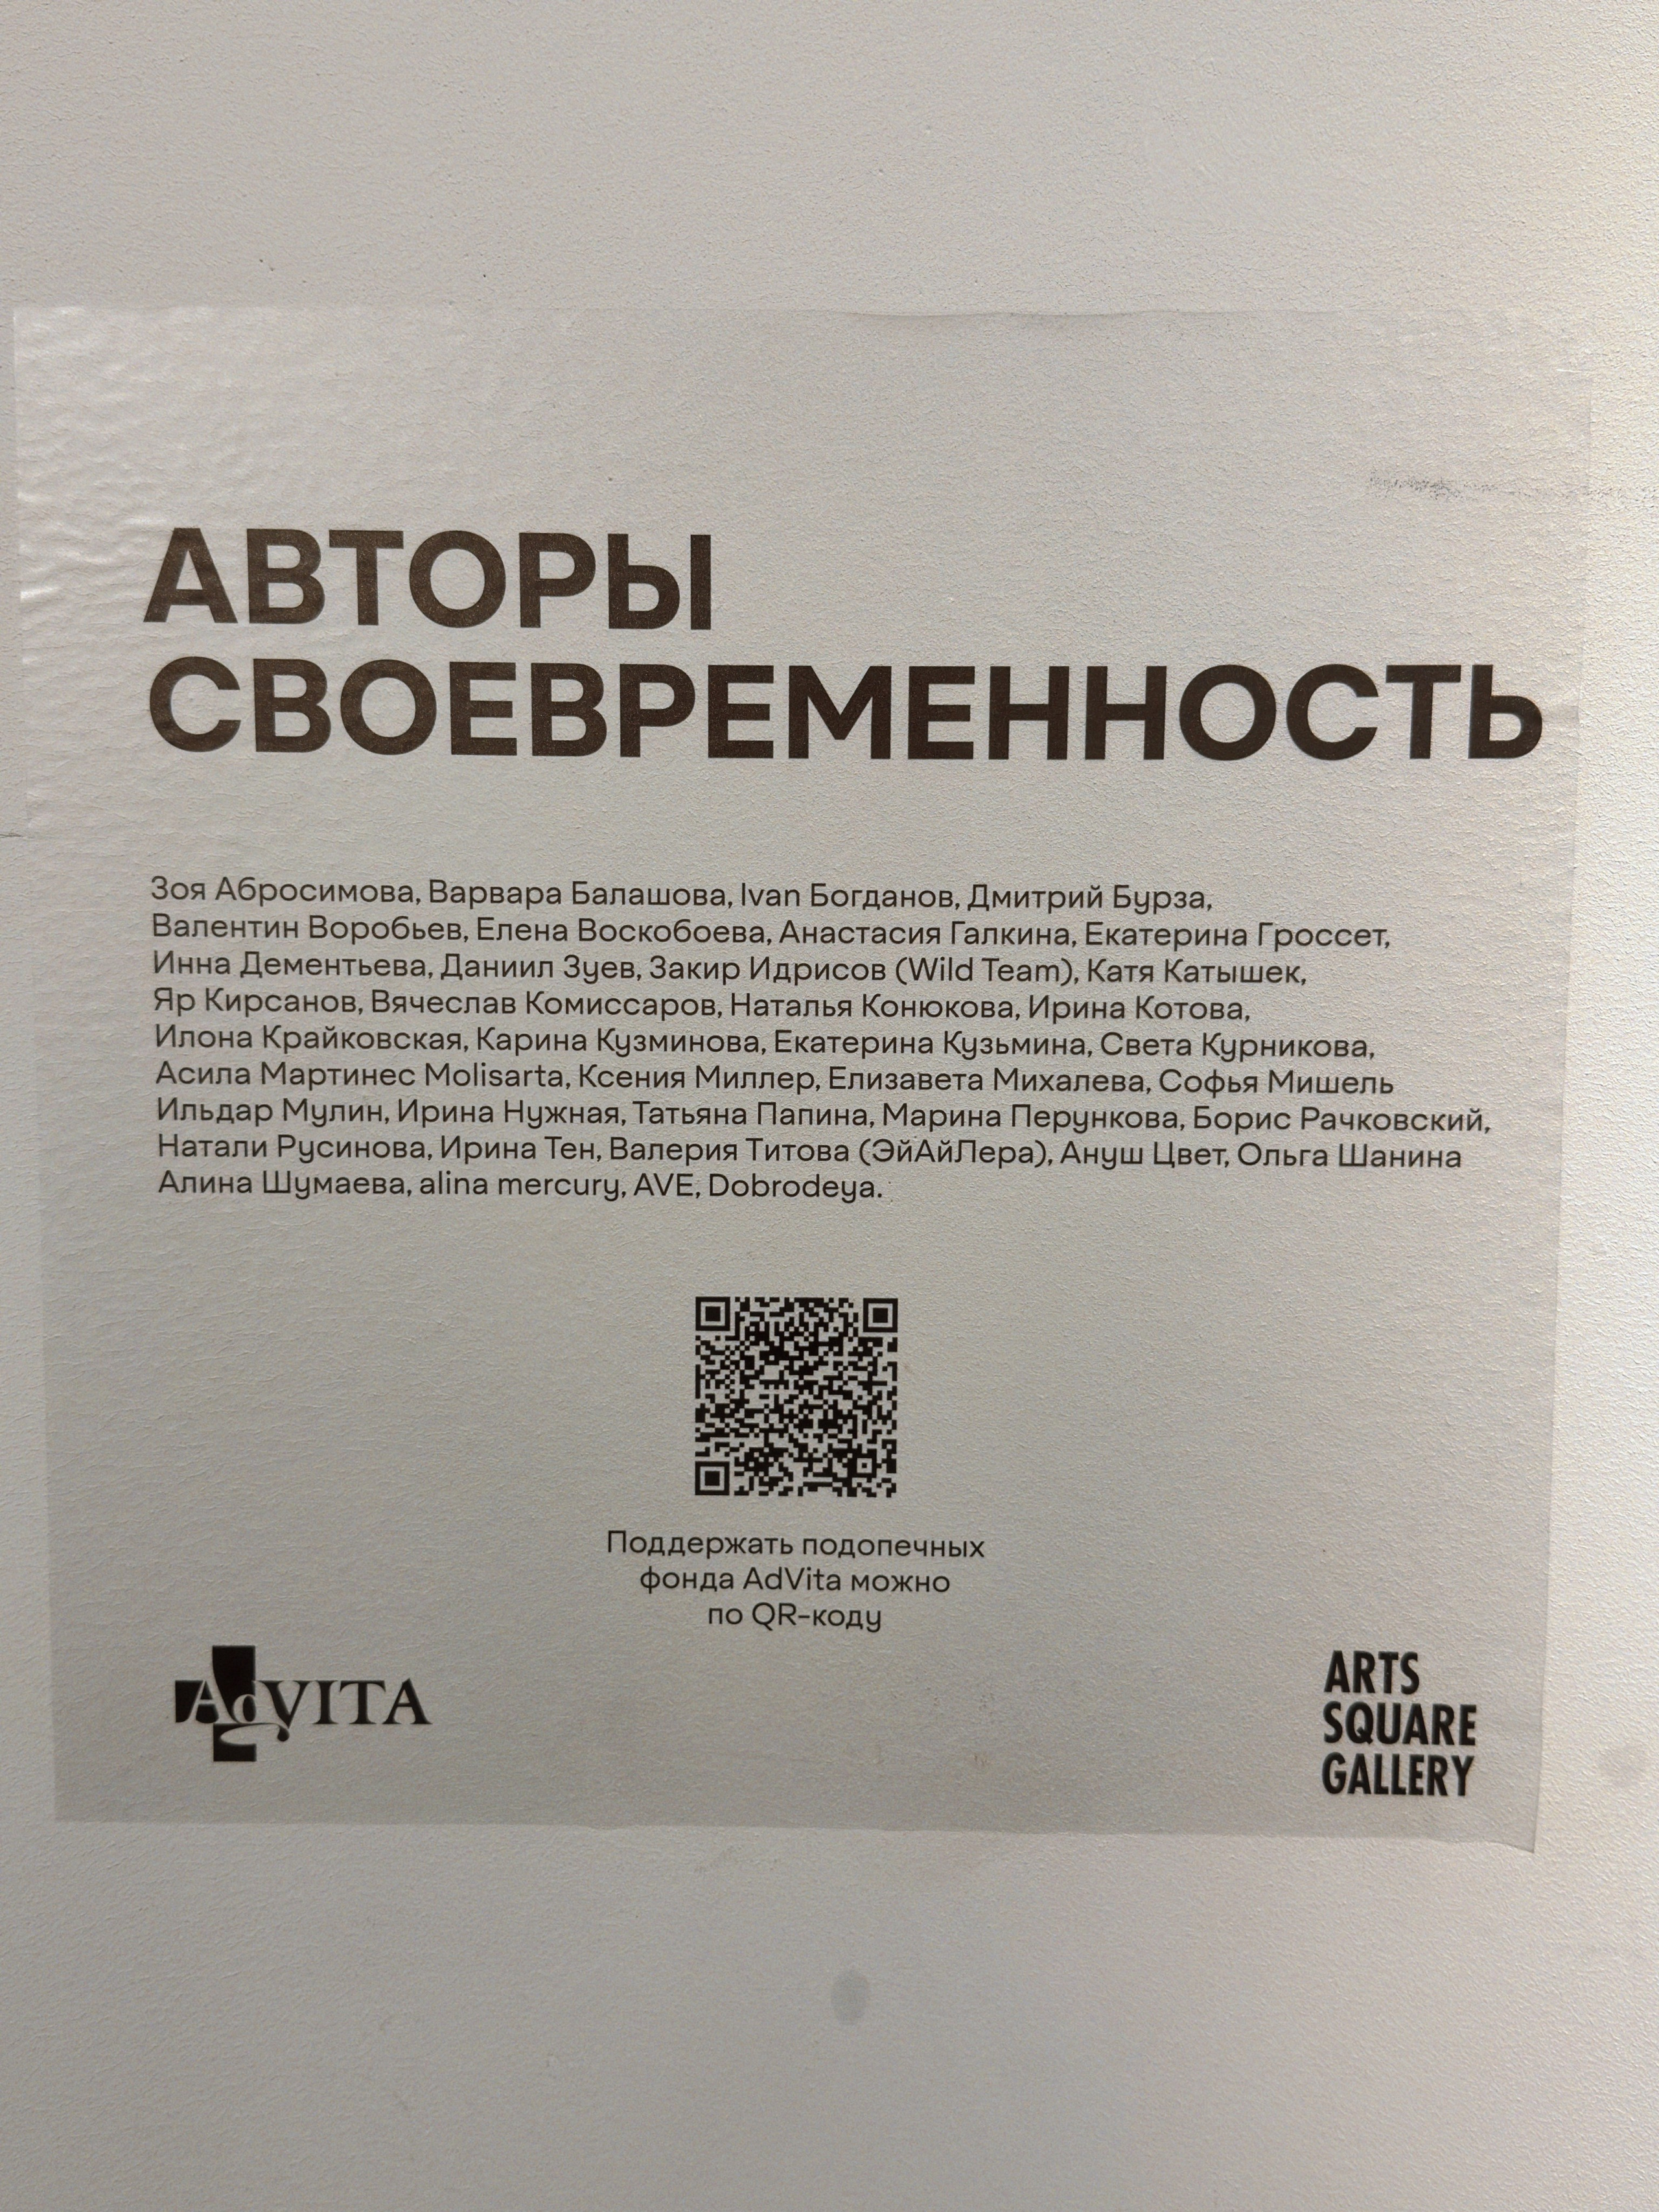 АВТОРЫ
СВОЕВРЕМЕННОСТЬ
Зоя Абросимова, Варвара Балашова, Ivan Богданов, Дмитрий Бурза,
Валентин Воробьев, Елена Воскобоева, Анастасия Галкина, Екатерина Гроссет,
Инна Дементьева, Даниил Зуев, Закир Идрисов (Wild Team), Катя Катышек,
Яр Кирсанов, Вячеслав Комиссаров, Наталья Конюкова, Ирина Котова,
Илона Крайковская, Карина Кузминова, Екатерина Кузьмина, Света Курникова,
Асила Мартинес Molisarta, Ксения Миллер, Елизавета Михалева, Софья Мишель
Ильдар Мулин, Ирина Нужная, Татьяна Папина, Марина Перункова, Борис Рачковский,
Натали Русинова, Ирина Тен, Валерия Титова (ЭйАйЛера), Ануш Цвет, Ольга Шанина
Алина Шумаева, alina mercury, AVE, Dobrodeya.
Поддержать подопечных
фонда AdVita можно
по QR-коду
AdVITA
ARTS
SQUARE
GALLERY